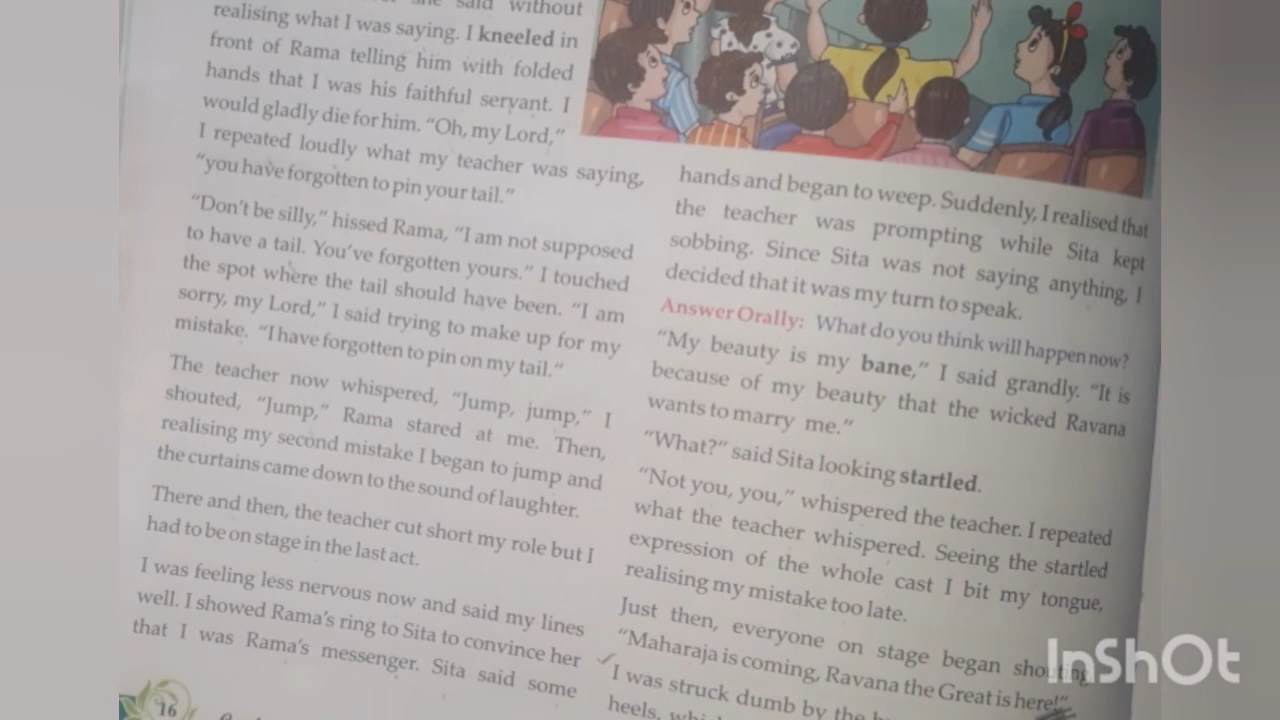 she said without
realising what I was saying. I kneeled in
front of Rama telling him with folded
hands that I was his faithful servant. I
would gladly die for him. “Oh, my Lord,”
I repeated loudly what my teacher was saying,
“you have forgotten to pin your tail.”
“Don’t be silly,” hissed Rama, “I am not supposed
to have a tail. You’ve forgotten yours.” I touched
the spot where the tail should have been. “I am
sorry, my Lord,” I said trying to make up for my
mistake. “I have forgotten to pin on my tail.”
The teacher now whispered, “Jump, jump,” I
shouted, “Jump,” Rama stared at me. Then,
realising my second mistake I began to jump and
the curtains came down to the sound of laughter.
There and then, the teacher cut short my role but I
had to be on stage in the last act.
I was feeling less nervous now and said my lines
well. I showed Rama’s ring to Sita to convince her
that I was Rama’s messenger. Sita said some
16
hands and began to weep. Suddenly, I realised that
the teacher was prompting while Sita kept
sobbing. Since Sita was not saying anything, I
decided that it was my turn to speak.
Answer Orally: What do you think will happen now?
“My beauty is my bane,” I said grandly. “It is
because of my beauty that the wicked Ravana
wants to marry me.”
“What?” said Sita looking startled.
“Not you, you,” whispered the teacher. I repeated
what the teacher whispered. Seeing the startled
expression of the whole cast I bit my tongue,
realising my mistake too late.
Just then, everyone on stage began shouting
“Maharaja is coming, Ravana the Great is here!”
I was struck dumb by the
heels,
InShOt